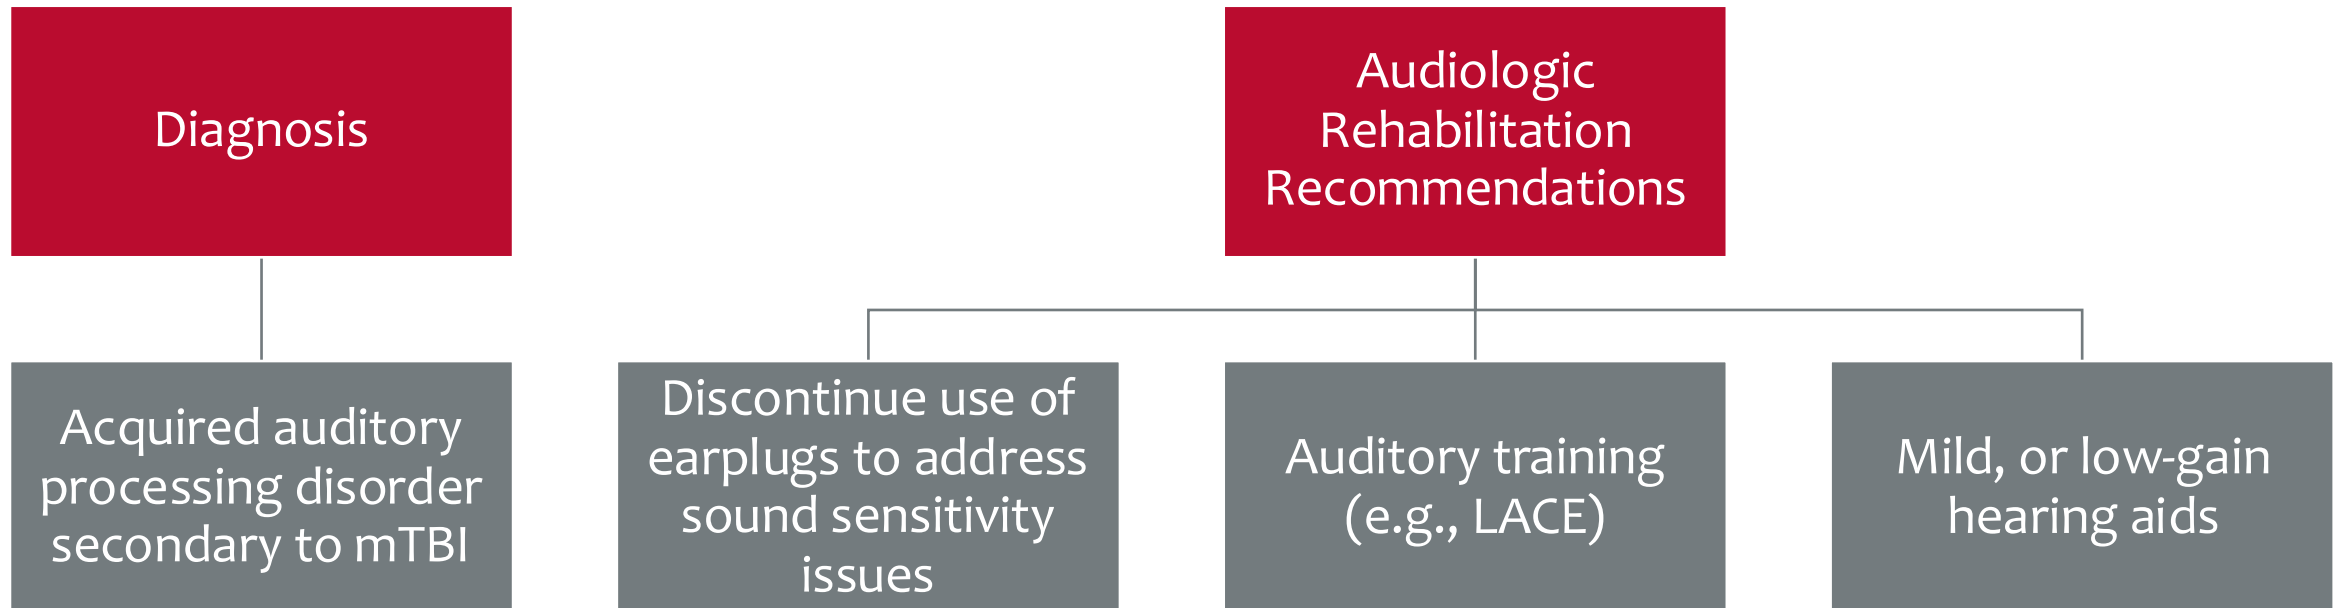 Diagnosis
Audiologic
Rehabilitation
Recommendations
Acquired auditory
processing disorder
secondary to mTBI
Discontinue use of
earplugs to address
sound sensitivity
issues
Auditory training
(e.g., LACE)
Mild, or low-gain
hearing aids